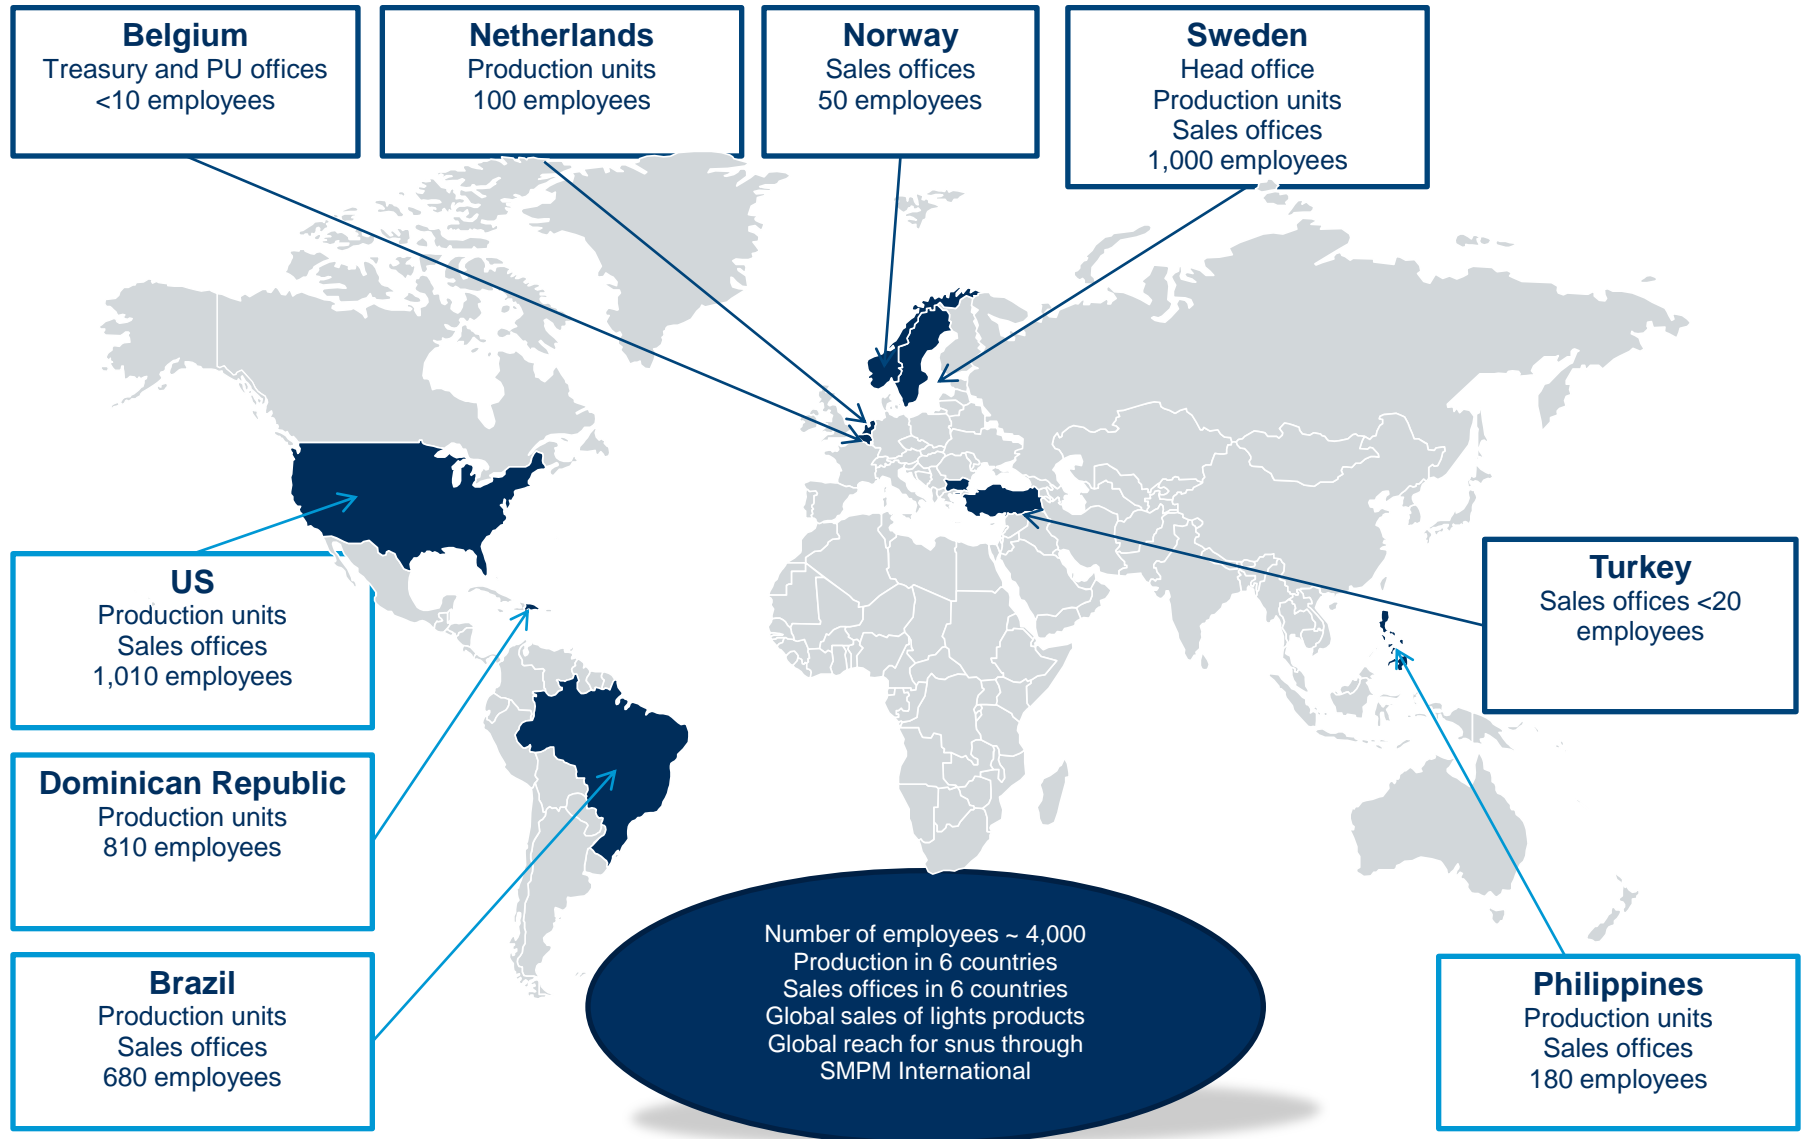 Belgium
Treasury and PU offices
<10 employees
Netherlands
Production units
100 employees
Norway
Sales offices
50 employees
Sweden
Head office
Production units
Sales offices
1,000 employees
US
Production units
Sales offices
1,010 employees
Turkey
Sales offices <20
employees
Dominican Republic
Production units
810 employees
Brazil
Production units
Sales offices
680 employees
Number of employees ~ 4,000
Production in 6 countries
Sales offices in 6 countries
Global sales of lights products
Global reach for snus through
SMPM International
Philippines
Production units
Sales offices
180 employees